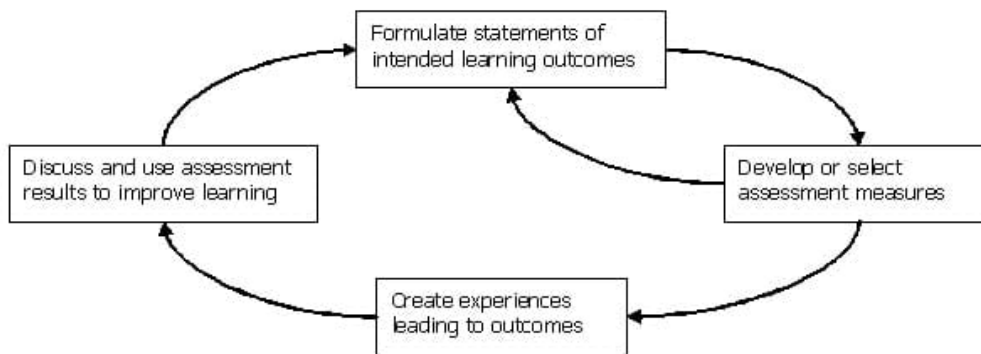 Formulate statements of
intended learning outcomes
Discuss and use assessment
results to improve learning
Develop or select
assessment measures
Create experiences
leading to outcomes